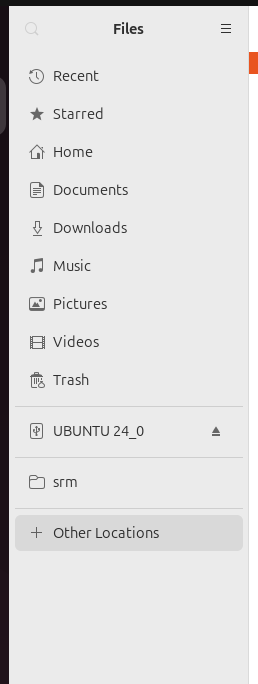 Files
Recent
Starred
Home
Documents
Downloads
Music
Pictures
Videos
Trash
UBUNTU 24_0
srm
Other Locations